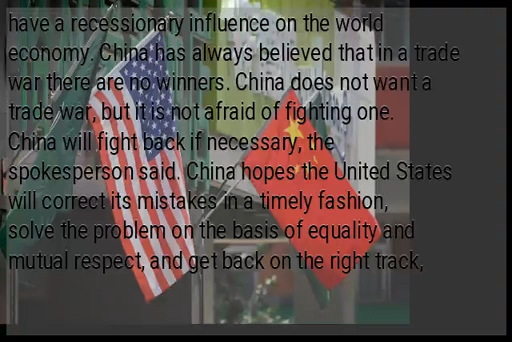 have a recessionary influence on the world
economy. China has always believed that in a trade
war there are no winners. China does not want a
trade war, but it is not afraid of fighting one.
China will fight back if necessary, the
spokesperson said. China hopes the United States
will correct its mistakes in a timely fashion,
solve the problem on the basis of equality and
mutual respect, and get back on the right track,